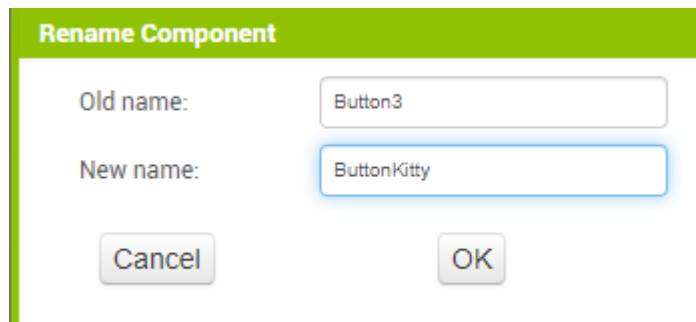 Rename Component
Old name: Button3
New name: ButtonKitty
Cancel OK